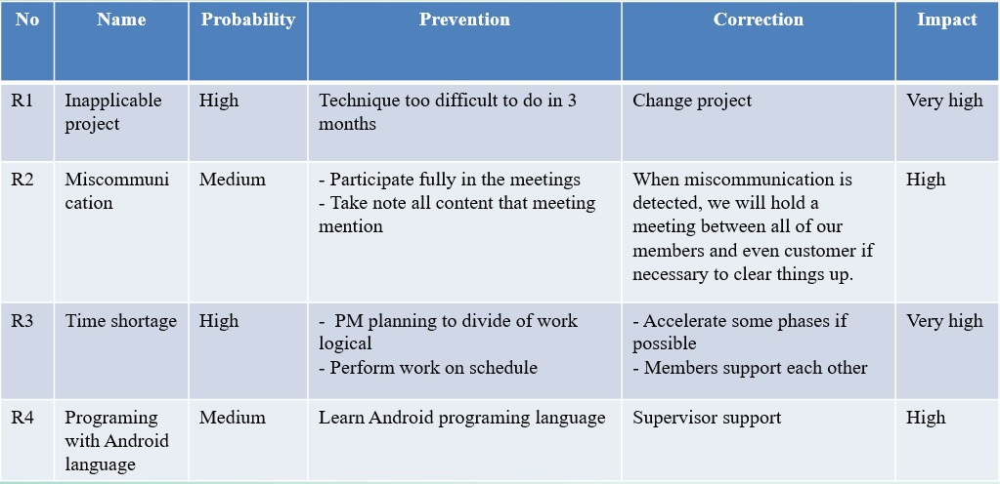 No Name Probability Prevention Correction Impact
R1 Inapplicable project High Technique too difficult to do in 3 months Change project Very high
R2 Miscommuni cation Medium - Participate fully in the meetings
- Take note all content that meeting mention
When miscommunication is detected, we will hold a meeting between all of our members and even customer if necessary to clear things up.
High
R3 Time shortage High - PM planning to divide of work logical
- Perform work on schedule
- Accelerate some phases if possible
- Members support each other
Very high
R4 Programing with Android language Medium Learn Android programing language Supervisor support High